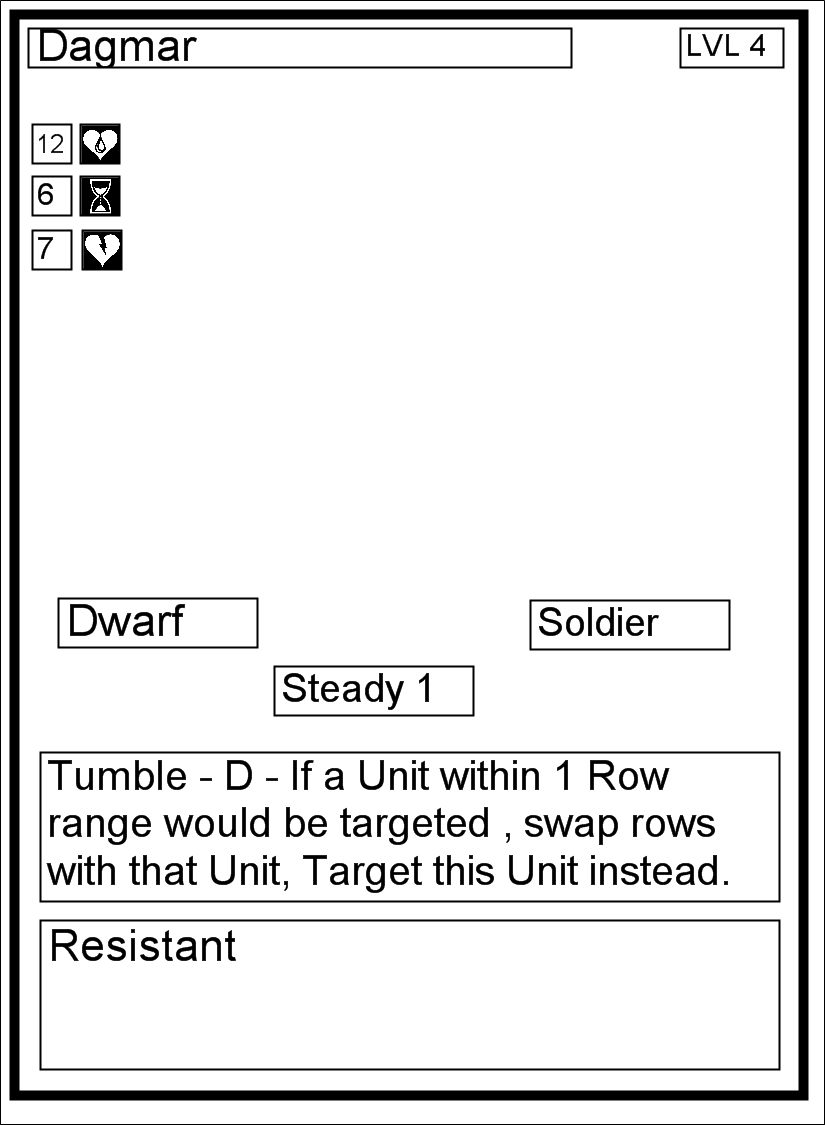 Dagmar
LVL 4
12
6
7
Dwarf
Soldier
Steady 1
Tumble - D - If a Unit within 1 Row
range would be targeted , swap rows
with that Unit, Target this Unit instead.
Resistant